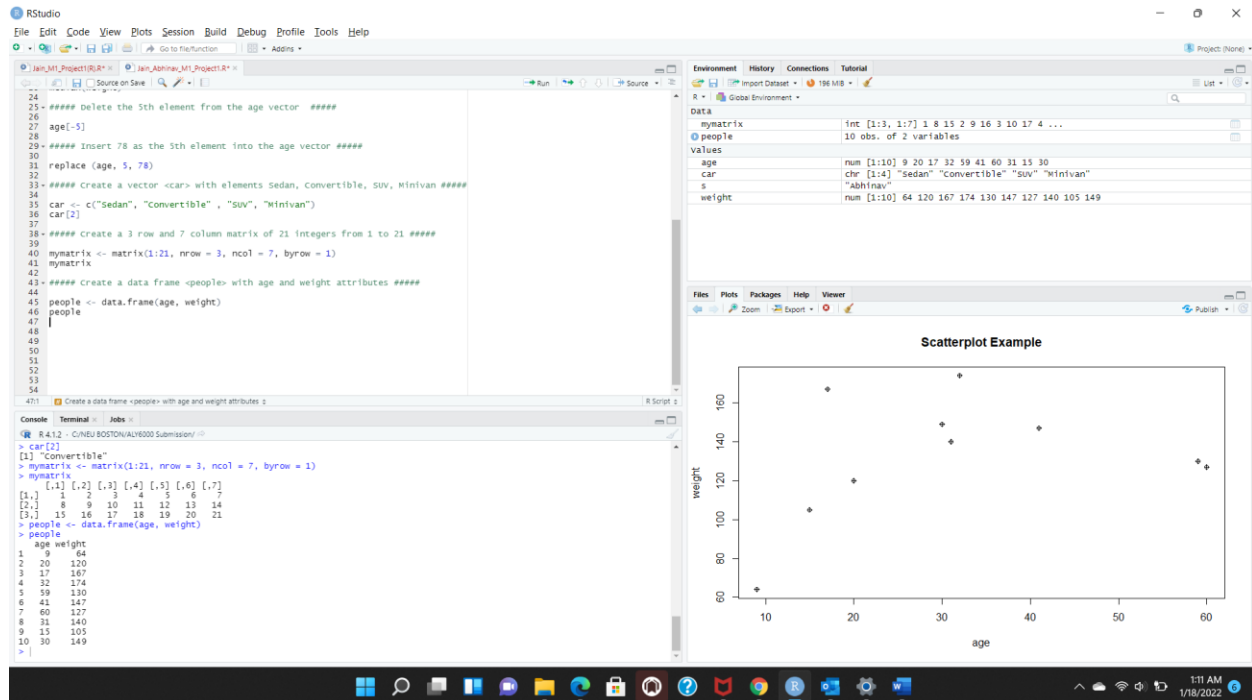 RStudio
File Edit Code View Plots Session Build Debug Profile Tools Help
Go to file/function Addins
Project: (None)
Jain_M1_Project1(R).R* Jain_Abhinav_M1_Project1.R*
Source on Save Run Source
24
25 ##### Delete the 5th element from the age vector #####
26
27 age[-5]
28
29 ##### Insert 78 as the 5th element into the age vector #####
30
31 replace (age, 5, 78)
32
33 ##### Create a vector <car> with elements Sedan, Convertible, SUV, Minivan #####
34
35 car <- c("Sedan", "Convertible" , "SUV", "Minivan")
36 car[2]
37
38 ##### Create a 3 row and 7 column matrix of 21 integers from 1 to 21 #####
39
40 mymatrix <- matrix(1:21, nrow = 3, ncol = 7, byrow = 1)
41 mymatrix
42
43 ##### Create a data frame <people> with age and weight attributes #####
44
45 people <- data.frame(age, weight)
46 people
47
48
49
50
51
52
53
54
47:1 Create a data frame <people> with age and weight attributes R Script
Console Terminal Jobs
R 4.1.2 · C:/NEU BOSTON/ALY6000 Submission/
> car[2]
[1] "Convertible"
> mymatrix <- matrix(1:21, nrow = 3, ncol = 7, byrow = 1)
> mymatrix
[,1] [,2] [,3] [,4] [,5] [,6] [,7]
[1,] 1 2 3 4 5 6 7
[2,] 8 9 10 11 12 13 14
[3,] 15 16 17 18 19 20 21
> people <- data.frame(age, weight)
> people
age weight
1 9 64
2 20 120
3 17 167
4 32 174
5 59 130
6 41 147
7 60 127
8 31 140
9 15 105
10 30 149
>
Environment History Connections Tutorial
Import Dataset 196 MiB List
R Global Environment
Data
mymatrix int [1:3, 1:7] 1 8 15 2 9 16 3 10 17 4 ...
people 10 obs. of 2 variables
Values
age num [1:10] 9 20 17 32 59 41 60 31 15 30
car chr [1:4] "Sedan" "Convertible" "SUV" "Minivan"
s "Abhinav"
weight num [1:10] 64 120 167 174 130 147 127 140 105 149
Files Plots Packages Help Viewer
Zoom Export Publish
Scatterplot Example
weight
160
140
120
100
80
60
10 20 30 40 50 60
age
1:11 AM
1/18/2022 6